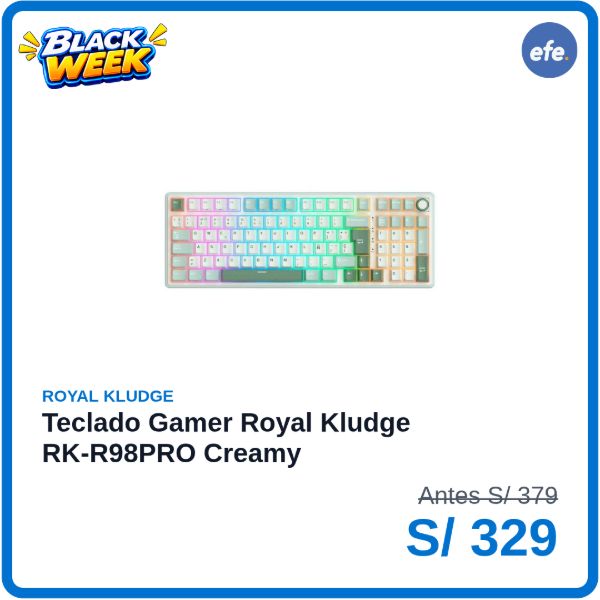 BLACK
WEEK
efe.
ROYAL KLUDGE
Teclado Gamer Royal Kludge
RK-R98PRO Creamy
Antes S/ 379
S/ 329